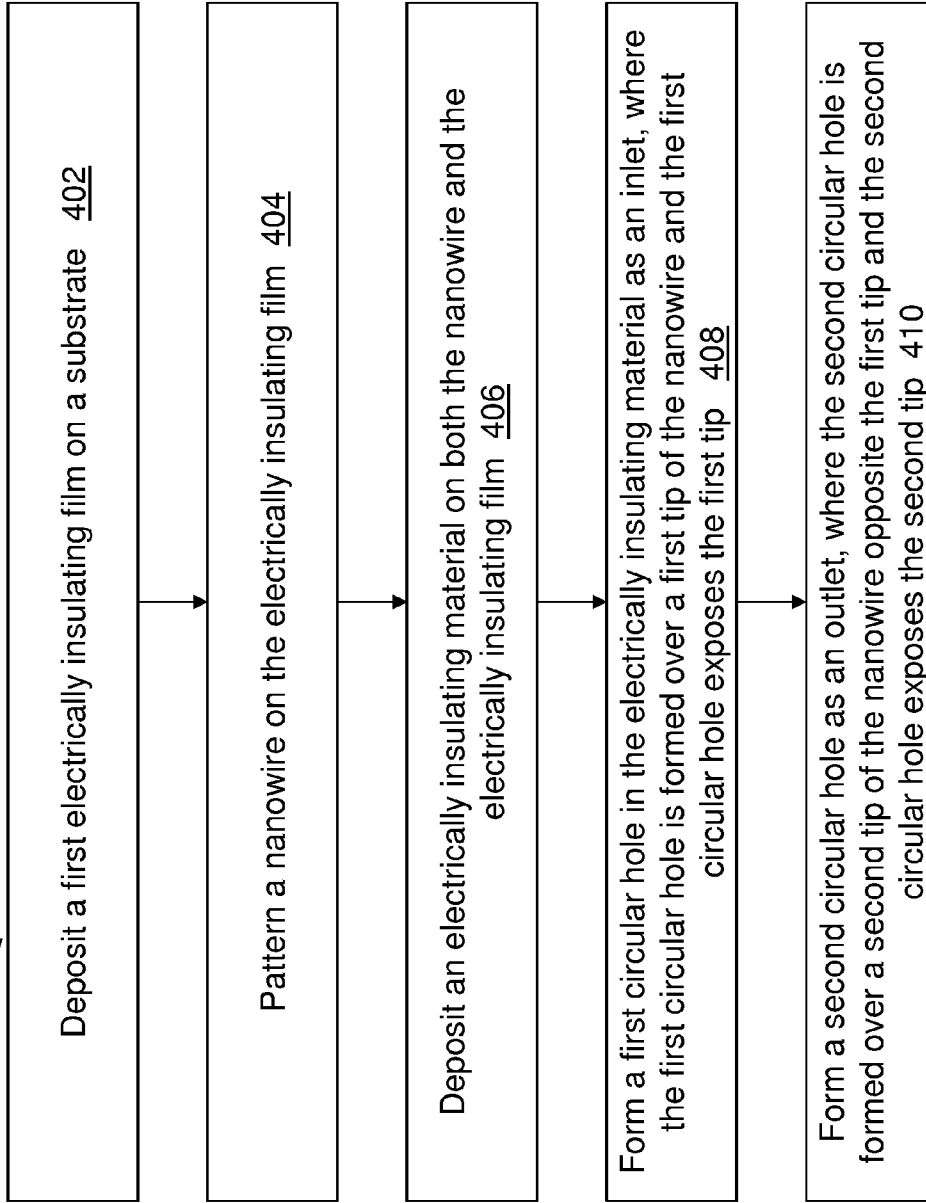 Deposit a first electrically insulating film on a substrate 402
Pattern a nanowire on the electrically insulating film 404
Deposit an electrically insulating material on both the nanowire and the
electrically insulating film 406
Form a first circular hole in the electrically insulating material as an inlet, where
the first circular hole is formed over a first tip of the nanowire and the first
circular hole exposes the first tip 408
Form a second circular hole as an outlet, where the second circular hole is
formed over a second tip of the nanowire opposite the first tip and the second
circular hole exposes the second tip 410